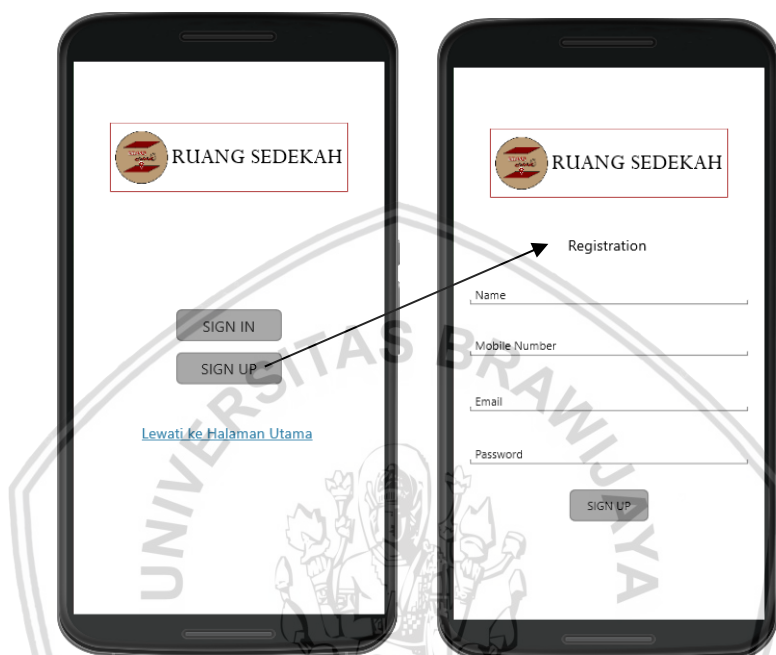 RUANG SEDEKAH
SIGN IN
SIGN UP
Lewati ke Halaman Utama
RUANG SEDEKAH
Registration
Name
Mobile Number
Email
Password
SIGN UP
UNIVERSITAS BRAWIJAYA